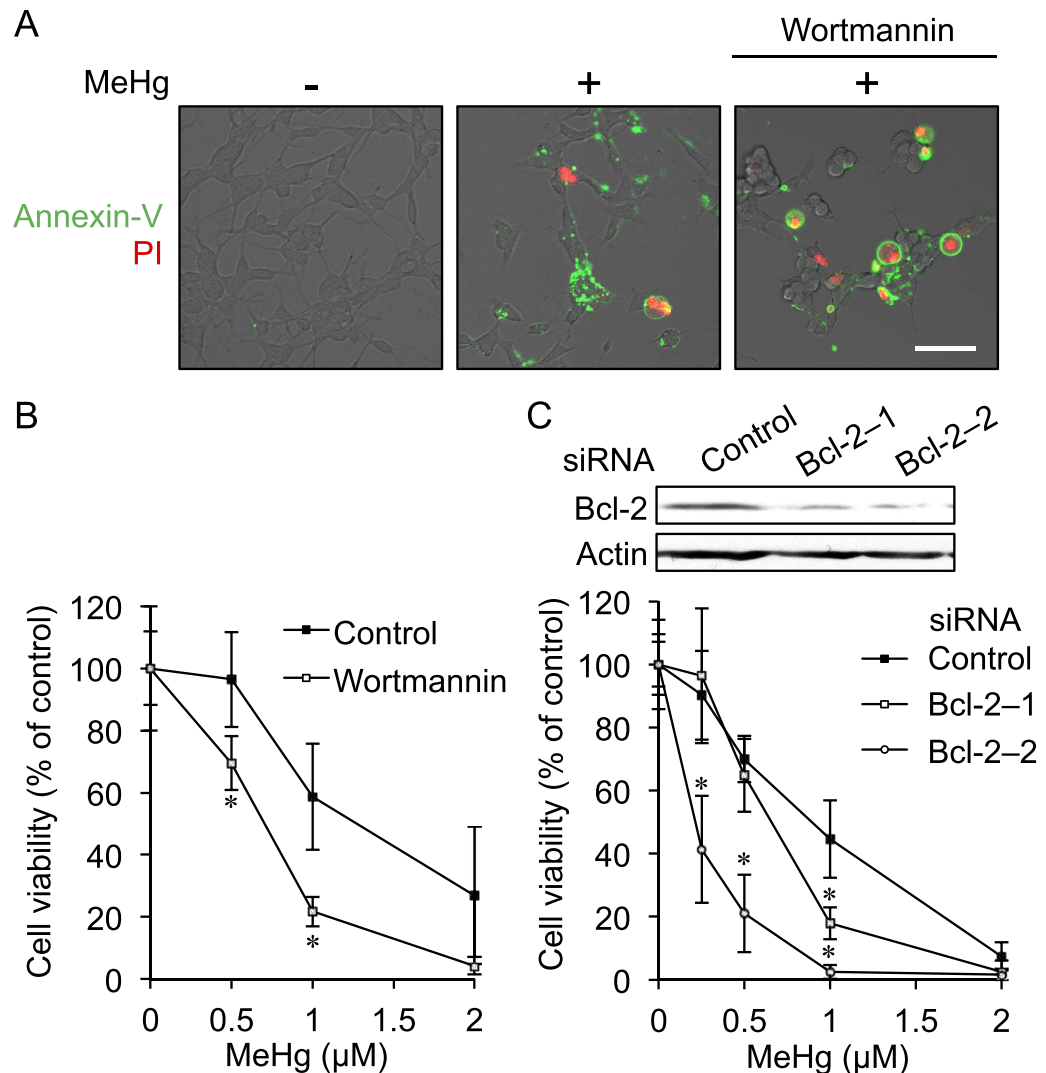 A
Wortmannin
MeHg - + +
Annexin-V
PI
B
Cell viability (% of control)
120
100
80
60
40
20
0
0 0.5 1 1.5 2
MeHg (µM)
Control
Wortmannin
*
*
C
siRNA Control Bcl-2–1 Bcl-2–2
Bcl-2
Actin
Cell viability (% of control)
120
100
80
60
40
20
0
0 0.5 1 1.5 2
MeHg (µM)
siRNA
Control
Bcl-2–1
Bcl-2–2
*
*
*
*